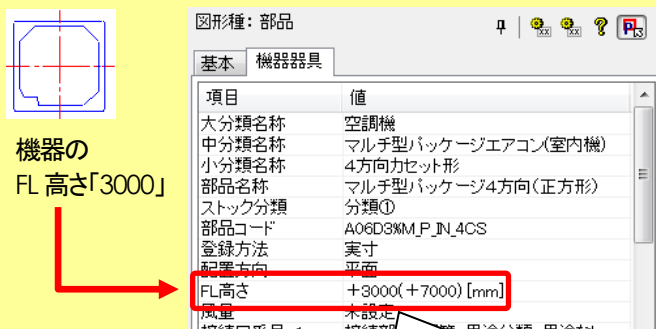 図形種：部品
基本 機器器具
項目 値
大分類名称 空調機
中分類名称 マルチ型パッケージエアコン(室内機)
小分類名称 4方向カセット形
部品名称 マルチ型パッケージ4方向(正方形)
ストック分類 分類①
部品コード A06D3%M_P_IN_4CS
登録方法 実寸
配置方向 平面
FL高さ +3000(+7000) [mm]
風量 未設定
機器の
FL 高さ「3000」